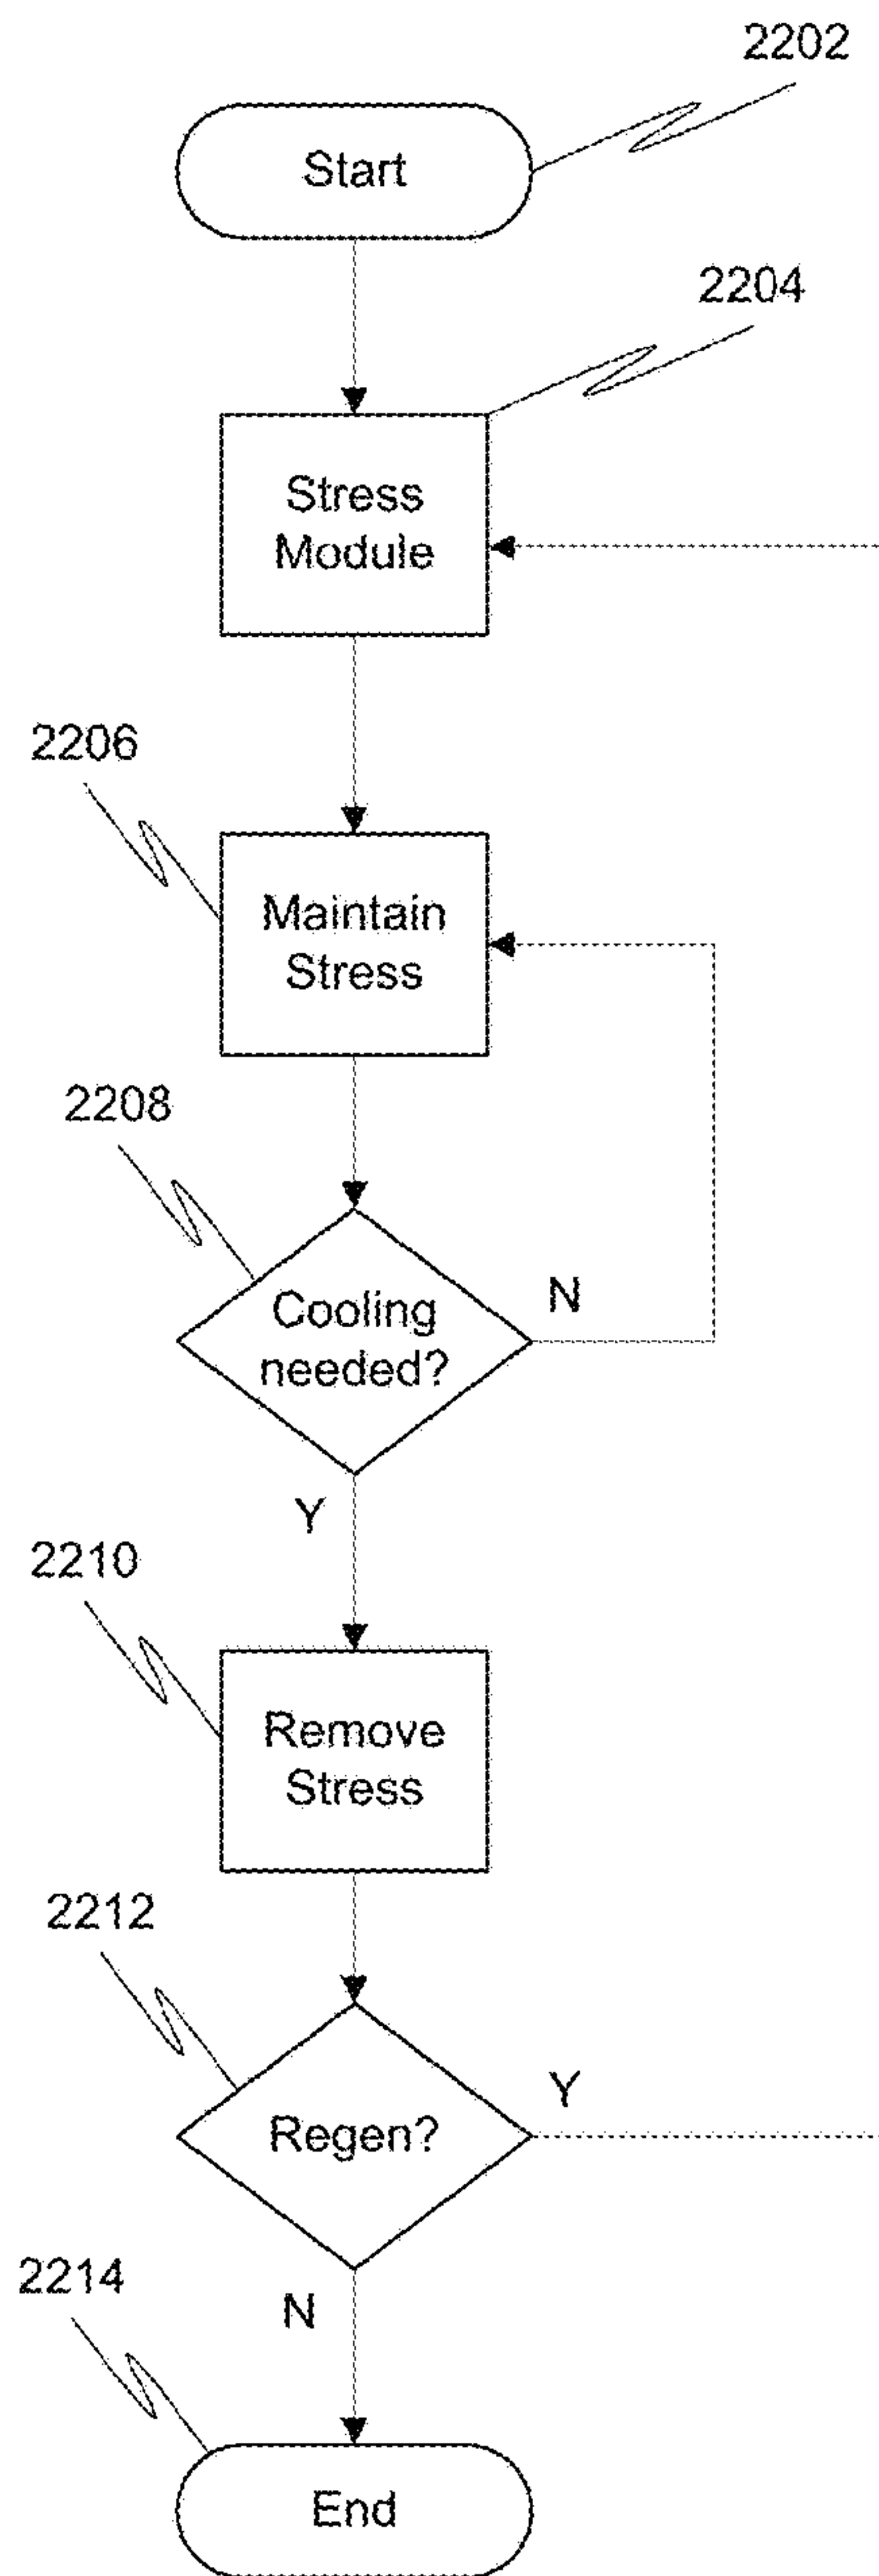 2202
Start
2204
Stress
Module
2206
Maintain
Stress
2208
Cooling
needed?
N
Y
2210
Remove
Stress
2212
Regen?
Y
N
2214
End